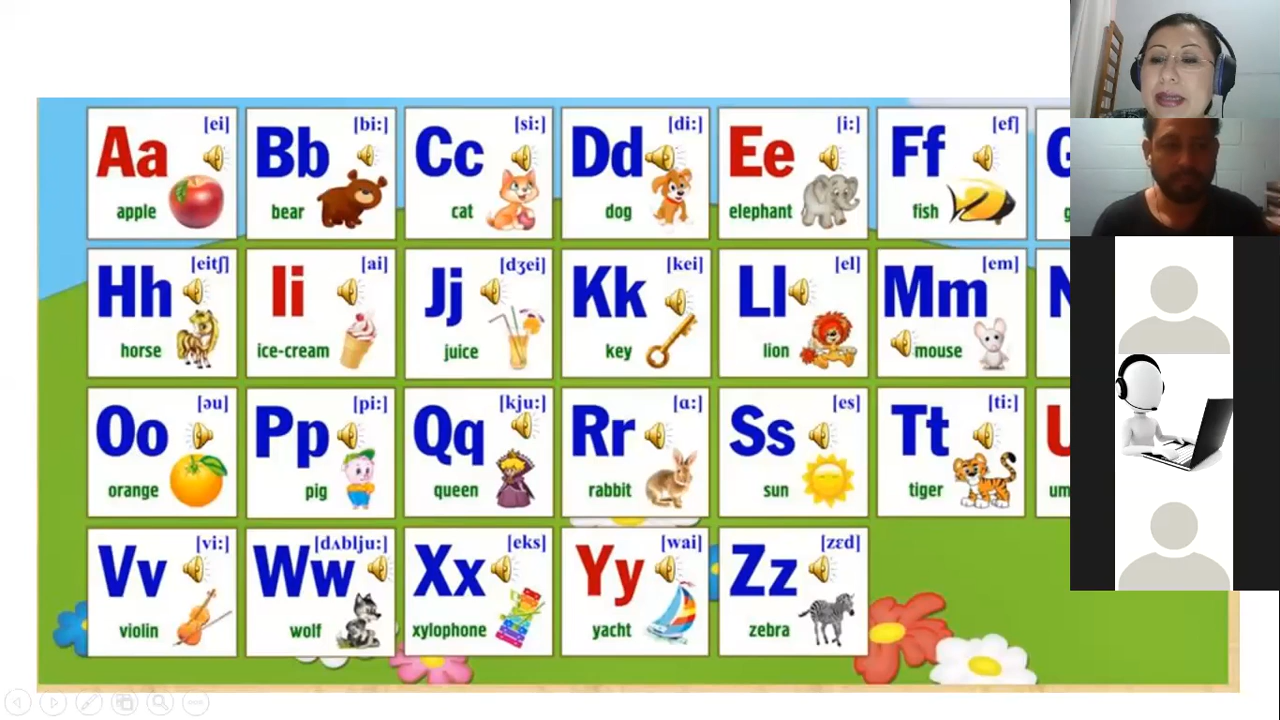 [ei] [bi:] [si:] [di:] [i:] [ef]
Aa Bb Cc Dd Ee Ff G
apple bear cat dog elephant fish g
[eitʃ] [ai] [dʒei] [kei] [el] [em]
Hh Ii Jj Kk Ll Mm N
horse ice-cream juice key lion mouse
[əu] [pi:] [kju:] [ɑ:] [es] [ti:]
Oo Pp Qq Rr Ss Tt U
orange pig queen rabbit sun tiger um
[vi:] [dʌblju:] [eks] [wai] [zɛd]
Vv Ww Xx Yy Zz
violin wolf xylophone yacht zebra